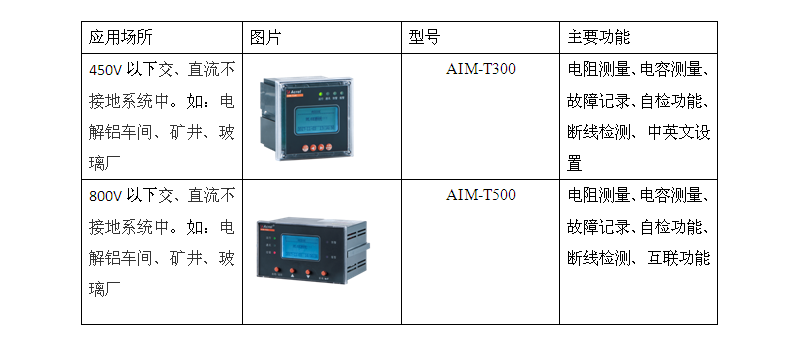 应用场所
图片
型号
主要功能
450V 以下交、直流不
接地系统中。如：电
解铝车间、矿井、玻
璃厂
AIM-T300
电阻测量、电容测量、
故障记录、自检功能、
断线检测、中英文设
置
800V 以下交、直流不
接地系统中。如：电
解铝车间、矿井、玻
璃厂
AIM-T500
电阻测量、电容测量、
故障记录、自检功能、
断线检测、互联功能